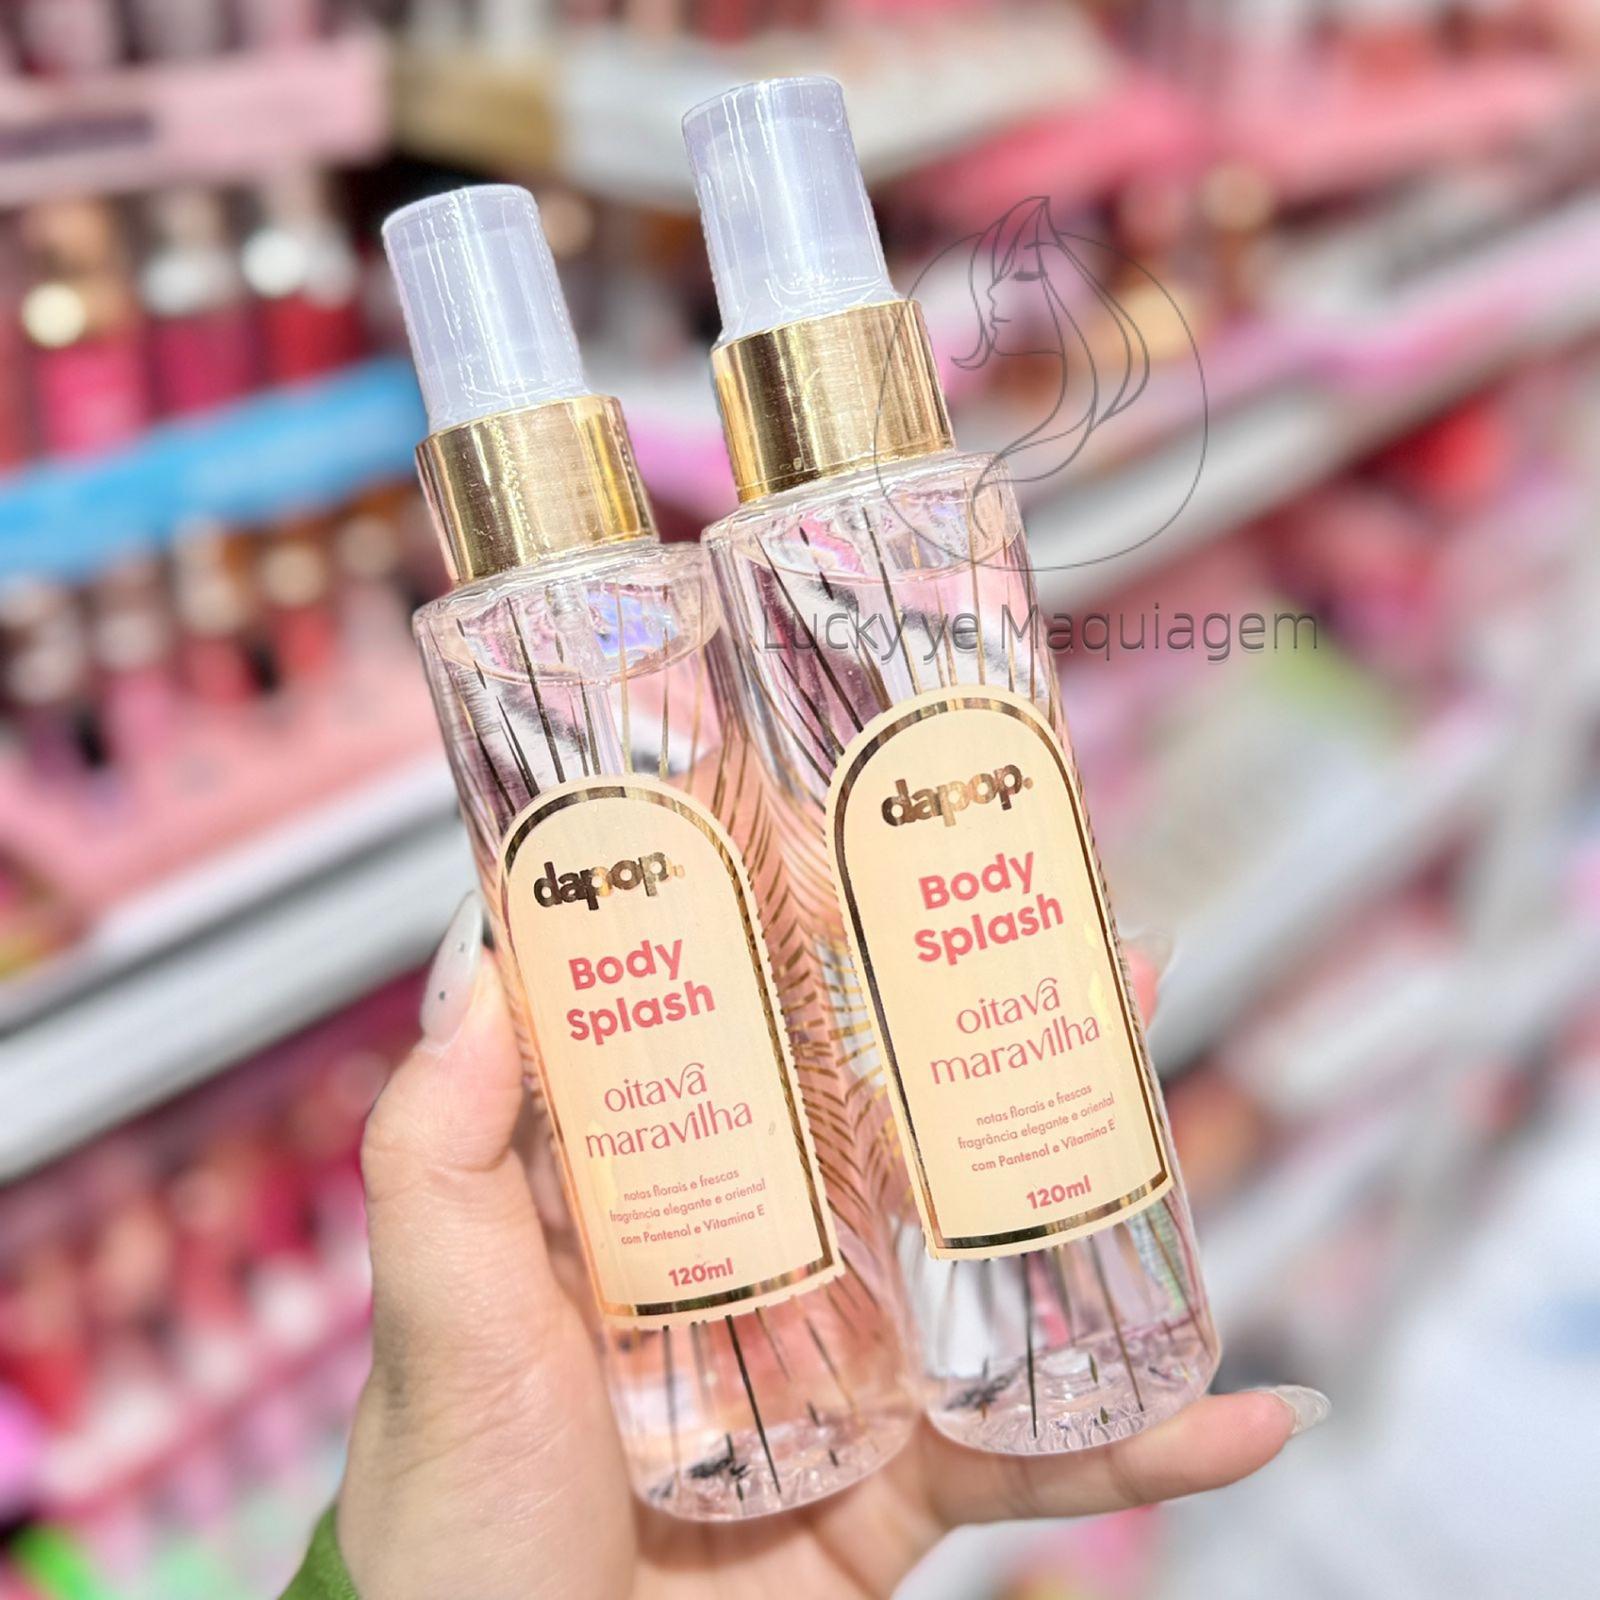 Lucky ye Maquiagem
dapop.
Body
Splash
oitava
maravilha
notas florais e frescas
fragrância elegante e oriental
com Pantenol e Vitamina E
120ml
dapop.
Body
Splash
oitava
maravilha
notas florais e frescas
fragrância elegante e oriental
com Pantenol e Vitamina E
120ml